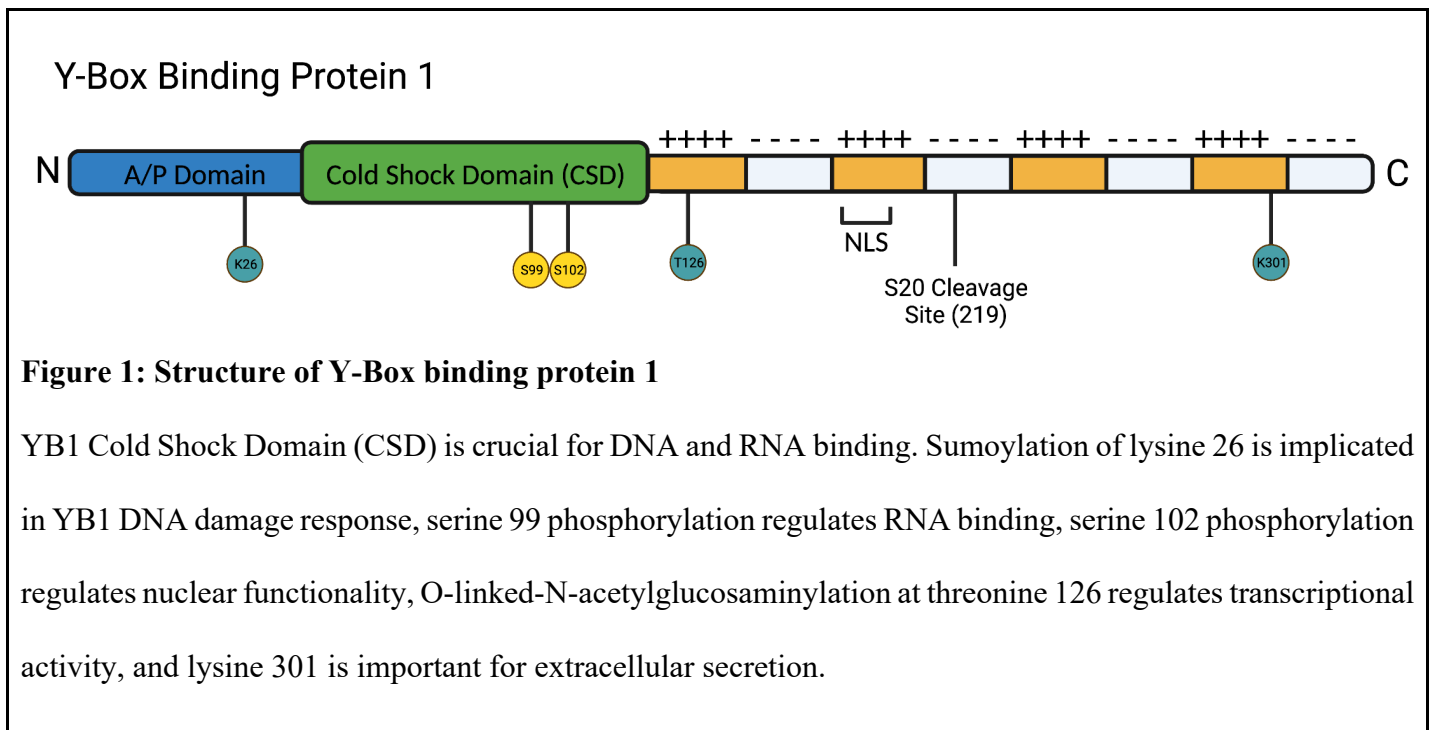 Y-Box Binding Protein 1
++++ - - - - ++++ - - - - ++++ - - - - ++++ - - - -
N A/P Domain Cold Shock Domain (CSD) C
NLS
K26 S99 S102 T126 K301
S20 Cleavage
Site (219)
Figure 1: Structure of Y-Box binding protein 1
YB1 Cold Shock Domain (CSD) is crucial for DNA and RNA binding. Sumoylation of lysine 26 is implicated
in YB1 DNA damage response, serine 99 phosphorylation regulates RNA binding, serine 102 phosphorylation
regulates nuclear functionality, O-linked-N-acetylglucosaminylation at threonine 126 regulates transcriptional
activity, and lysine 301 is important for extracellular secretion.